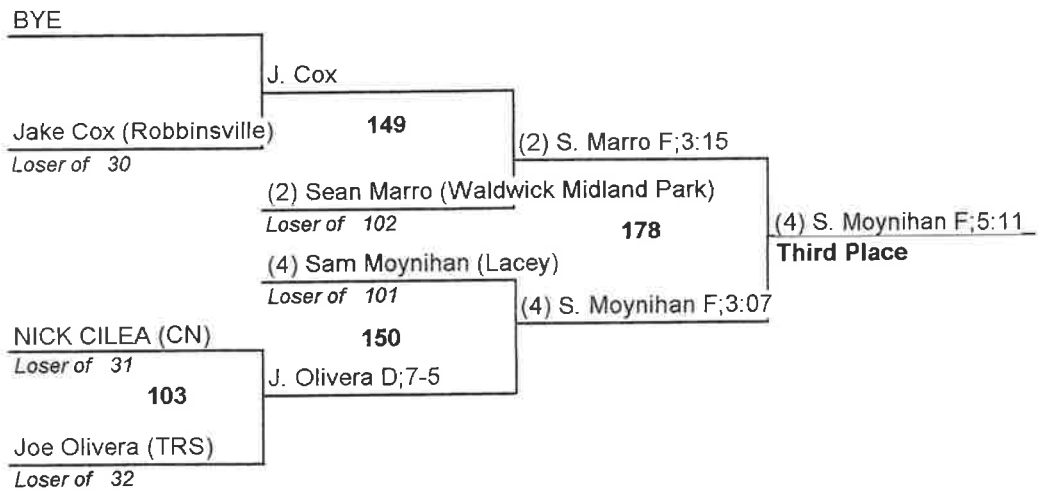 BYE
J. Cox
Jake Cox (Robbinsville)
Loser of 30
149
(2) S. Marro F;3:15
(2) Sean Marro (Waldwick Midland Park)
Loser of 102
178
(4) S. Moynihan F;5:11
Third Place
(4) Sam Moynihan (Lacey)
Loser of 101
(4) S. Moynihan F;3:07
NICK CILEA (CN)
Loser of 31
150
103
J. Olivera D;7-5
Joe Olivera (TRS)
Loser of 32